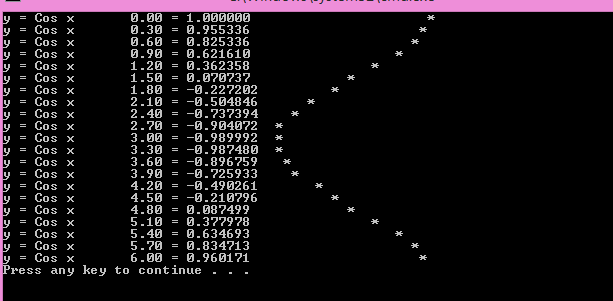 y = Cos x 0.00 = 1.000000 *
y = Cos x 0.30 = 0.955336 *
y = Cos x 0.60 = 0.825336 *
y = Cos x 0.90 = 0.621610 *
y = Cos x 1.20 = 0.362358 *
y = Cos x 1.50 = 0.070737 *
y = Cos x 1.80 = -0.227202 *
y = Cos x 2.10 = -0.504846 *
y = Cos x 2.40 = -0.737394 *
y = Cos x 2.70 = -0.904072 *
y = Cos x 3.00 = -0.989992 *
y = Cos x 3.30 = -0.987480 *
y = Cos x 3.60 = -0.896759 *
y = Cos x 3.90 = -0.725933 *
y = Cos x 4.20 = -0.490261 *
y = Cos x 4.50 = -0.210796 *
y = Cos x 4.80 = 0.087499 *
y = Cos x 5.10 = 0.377978 *
y = Cos x 5.40 = 0.634693 *
y = Cos x 5.70 = 0.834713 *
y = Cos x 6.00 = 0.960171 *
Press any key to continue . . .